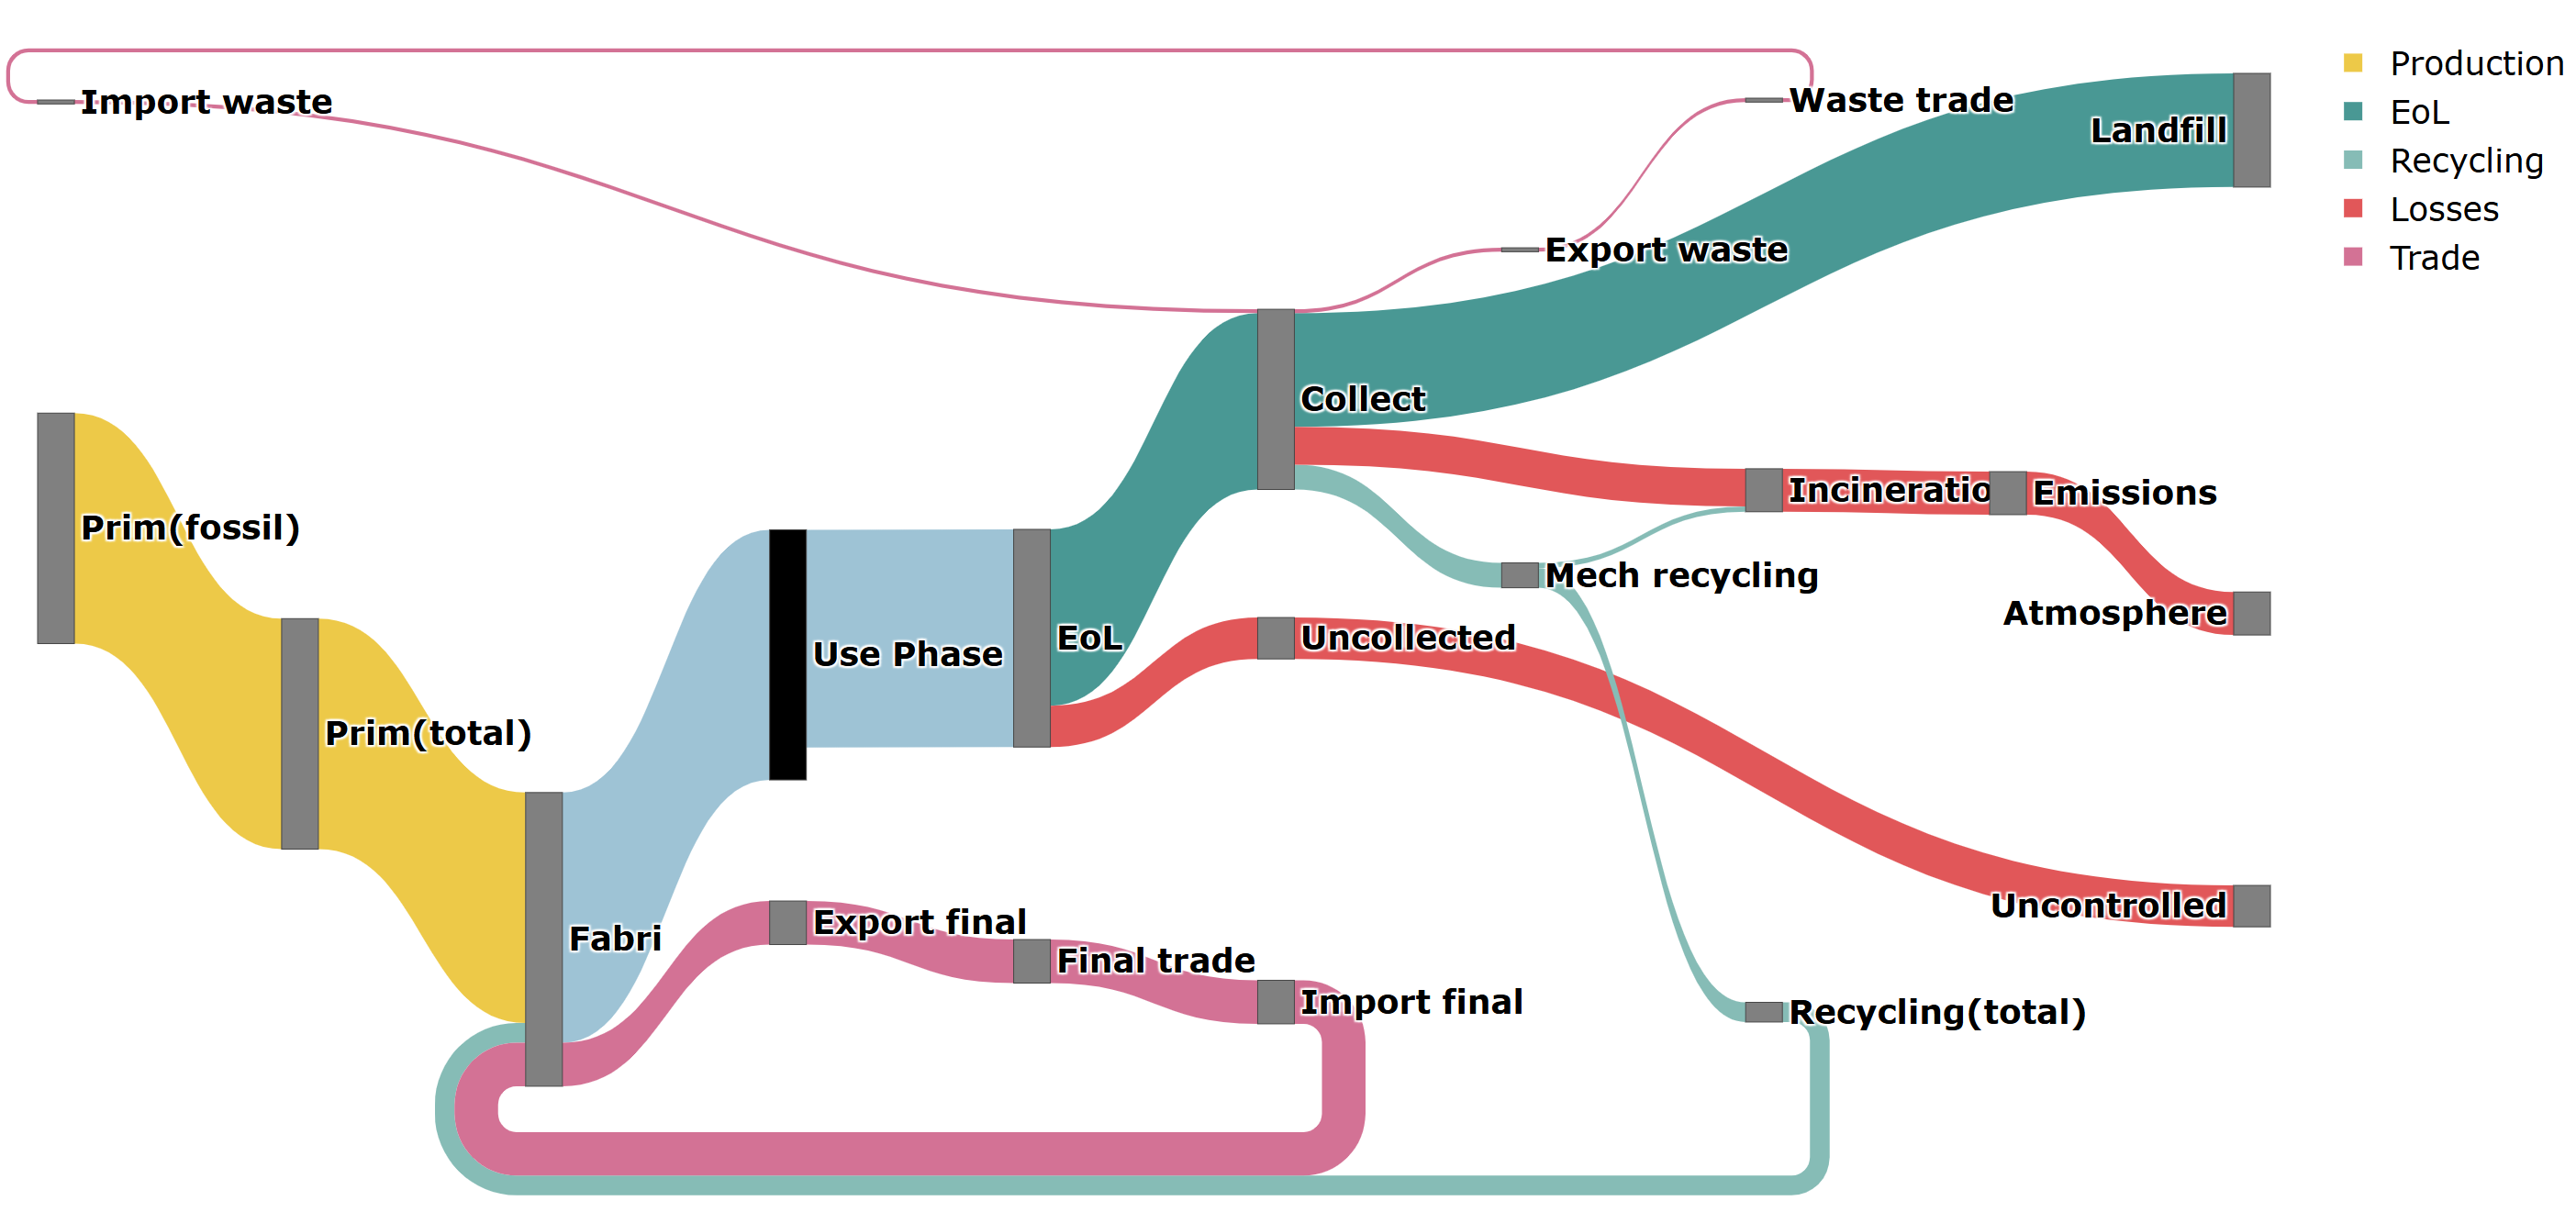 Import waste
Waste trade
Landfill
Export waste
Collect
Prim(fossil)
Incineratio
Emissions
Mech recycling
Atmosphere
Uncollected
EoL
Use Phase
Prim(total)
Uncontrolled
Fabri
Export final
Final trade
Import final
Recycling(total)
Production
EoL
Recycling
Losses
Trade